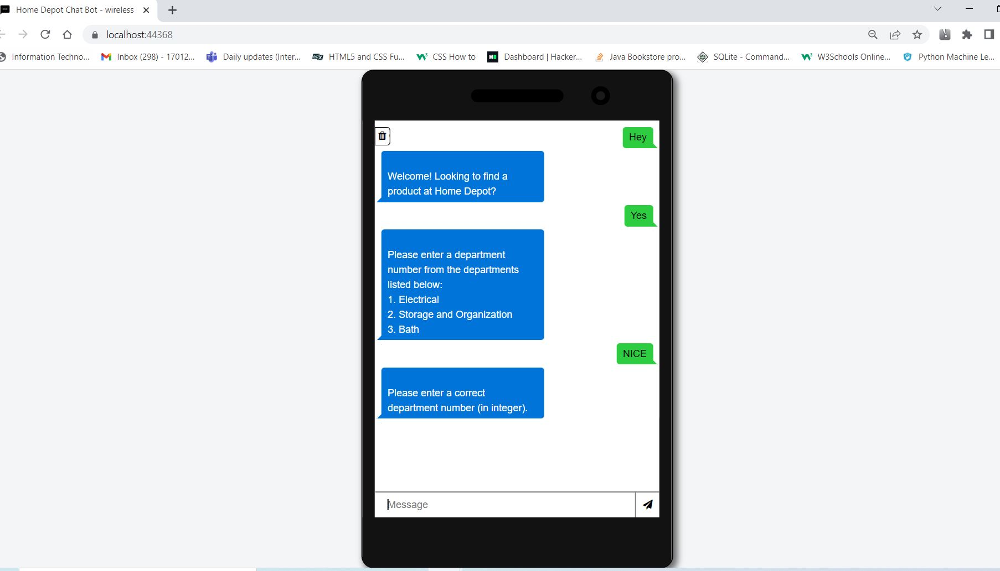 Home Depot Chat Bot - wireless
localhost:44368
Information Techno...
Inbox (298) - 17012...
Daily updates (Inter...
edX
HTML5 and CSS Fu...
CSS How to
Dashboard | Hacker...
Java Bookstore pro...
SQLite - Command...
W3Schools Online...
Python Machine Le...
Hey
Welcome! Looking to find a
product at Home Depot?
Yes
Please enter a department
number from the departments
listed below:
1. Electrical
2. Storage and Organization
3. Bath
NICE
Please enter a correct
department number (in integer).
Message